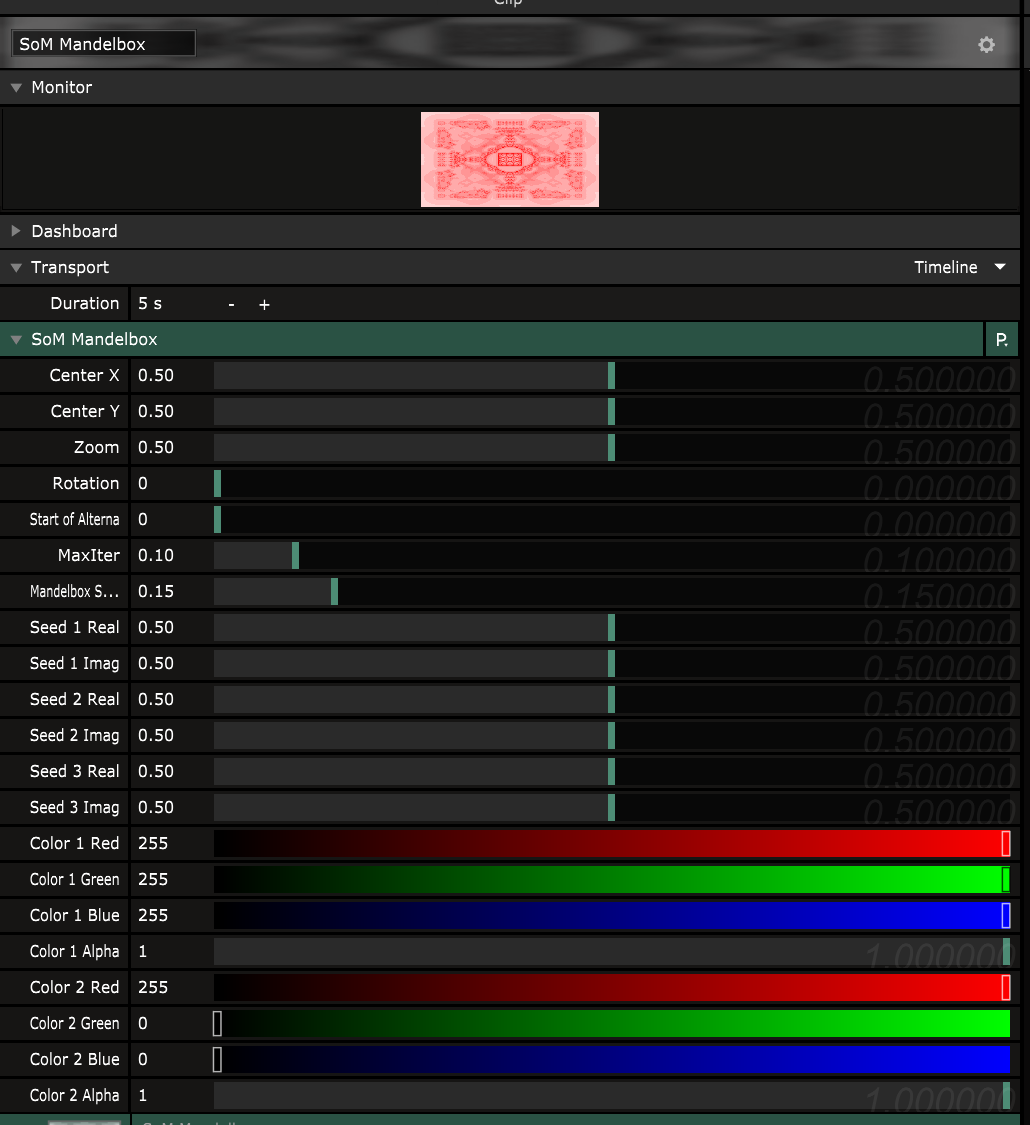 Clip
SoM Mandelbox
Monitor
Dashboard
Transport Timeline
Duration 5 s - +
SoM Mandelbox P.
Center X 0.50 0.500000
Center Y 0.50 0.500000
Zoom 0.50 0.500000
Rotation 0 0.000000
Start of Alterna 0 0.000000
MaxIter 0.10 0.100000
Mandelbox S... 0.15 0.150000
Seed 1 Real 0.50 0.500000
Seed 1 Imag 0.50 0.500000
Seed 2 Real 0.50 0.500000
Seed 2 Imag 0.50 0.500000
Seed 3 Real 0.50 0.500000
Seed 3 Imag 0.50 0.500000
Color 1 Red 255
Color 1 Green 255
Color 1 Blue 255
Color 1 Alpha 1 1.000000
Color 2 Red 255
Color 2 Green 0
Color 2 Blue 0
Color 2 Alpha 1 1.000000